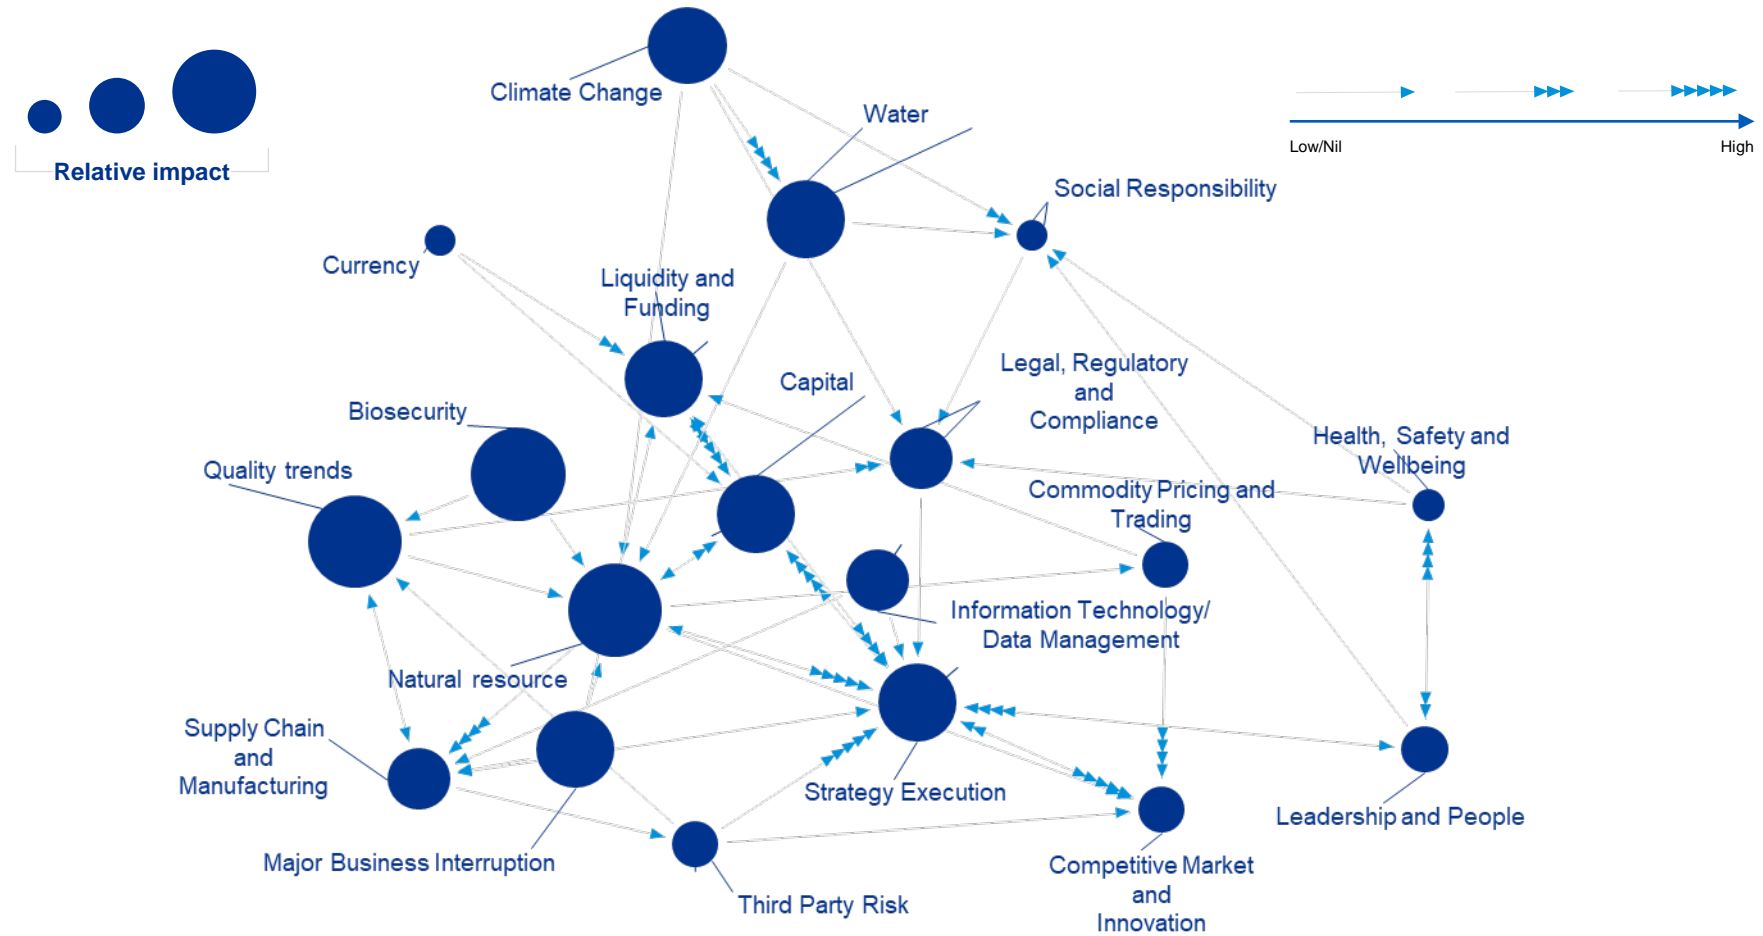 Relative impact
Low/Nil
High
Climate Change
Water
Social Responsibility
Currency
Liquidity and
Funding
Capital
Legal, Regulatory
and
Compliance
Biosecurity
Health, Safety and
Wellbeing
Quality trends
Commodity Pricing and
Trading
Information Technology/
Data Management
Natural resource
Supply Chain
and
Manufacturing
Strategy Execution
Leadership and People
Major Business Interruption
Competitive Market
and
Innovation
Third Party Risk